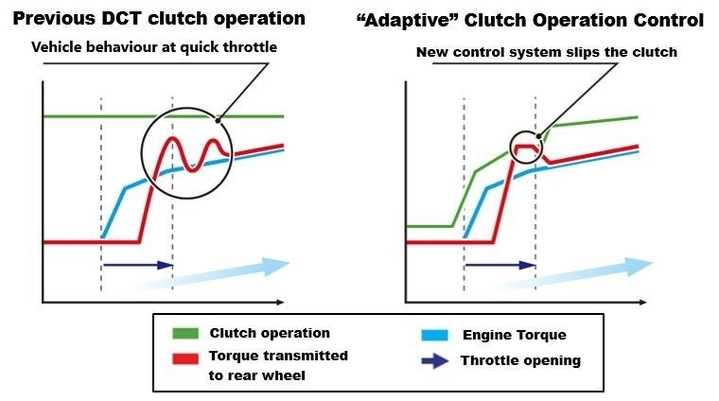 Previous DCT clutch operation
Vehicle behaviour at quick throttle
“Adaptive” Clutch Operation Control
New control system slips the clutch
Clutch operation
Torque transmitted
to rear wheel
Engine Torque
Throttle opening